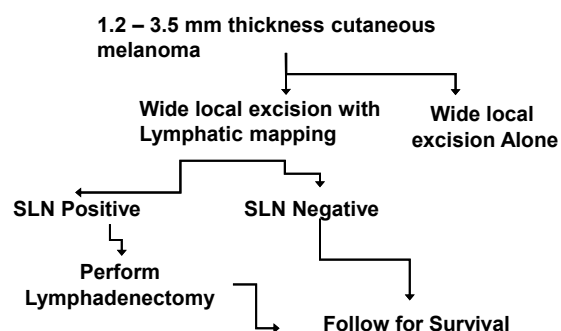 1.2 – 3.5 mm thickness cutaneous
melanoma
Wide local excision with
Lymphatic mapping
Wide local
excision Alone
SLN Positive
SLN Negative
Perform
Lymphadenectomy
Follow for Survival